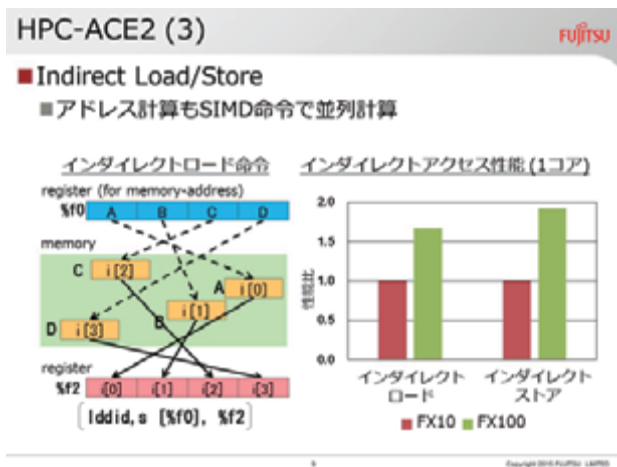 HPC-ACE2 (3)
FUJITSU
■Indirect Load/Store
■アドレス計算もSIMD命令で並列計算
インダイレクトロード命令
register (for memory-address)
%f0 A B C D
memory
C i[2]
A i[0]
B i[1]
D i[3]
register
%f2 i[0] i[1] i[2] i[3]
lddid,s [%f0], %f2
インダイレクトアクセス性能 (1コア)
性能比
2.0
1.5
1.0
0.5
0.0
インダイレクト
ロード
インダイレクト
ストア
FX10 FX100
Copyright 2015 FUJITSU LIMITED